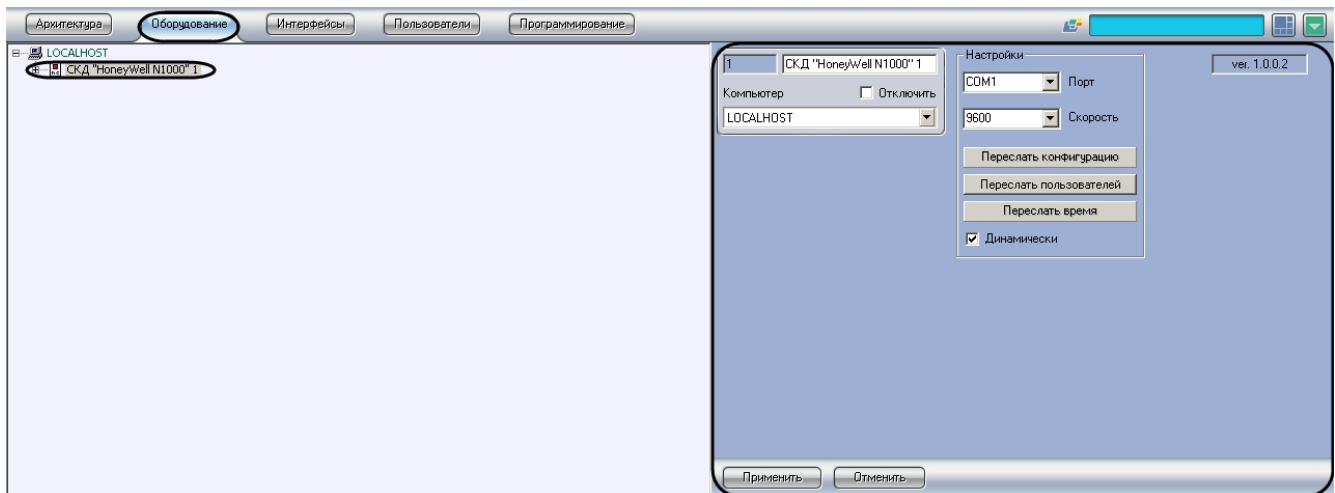 Архитектура Оборудование Интерфейсы Пользователи Программирование
LOCALHOST
СКД "HoneyWell N1000" 1
1 СКД "HoneyWell N1000" 1
Компьютер Отключить
LOCALHOST
Настройки
COM1 Порт
9600 Скорость
Переслать конфигурацию
Переслать пользователей
Переслать время
Динамически
ver. 1.0.0.2
Применить Отменить